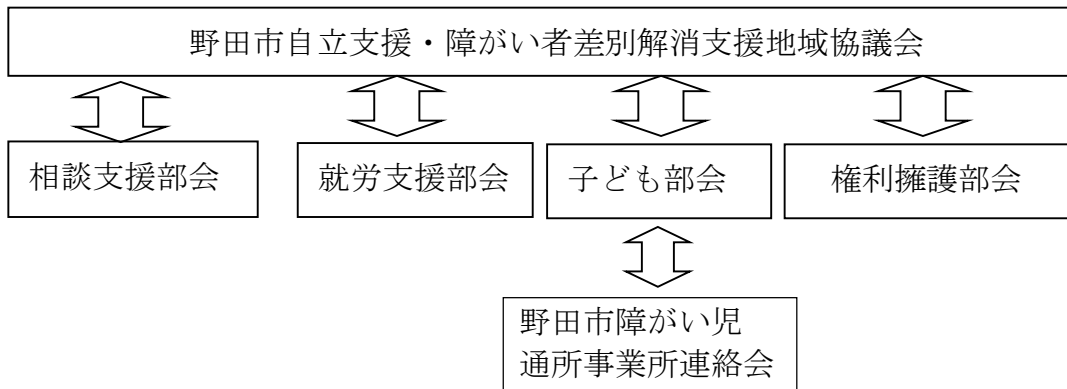 野田市自立支援・障がい者差別解消支援地域協議会
相談支援部会
就労支援部会
子ども部会
権利擁護部会
野田市障がい児
通所事業所連絡会